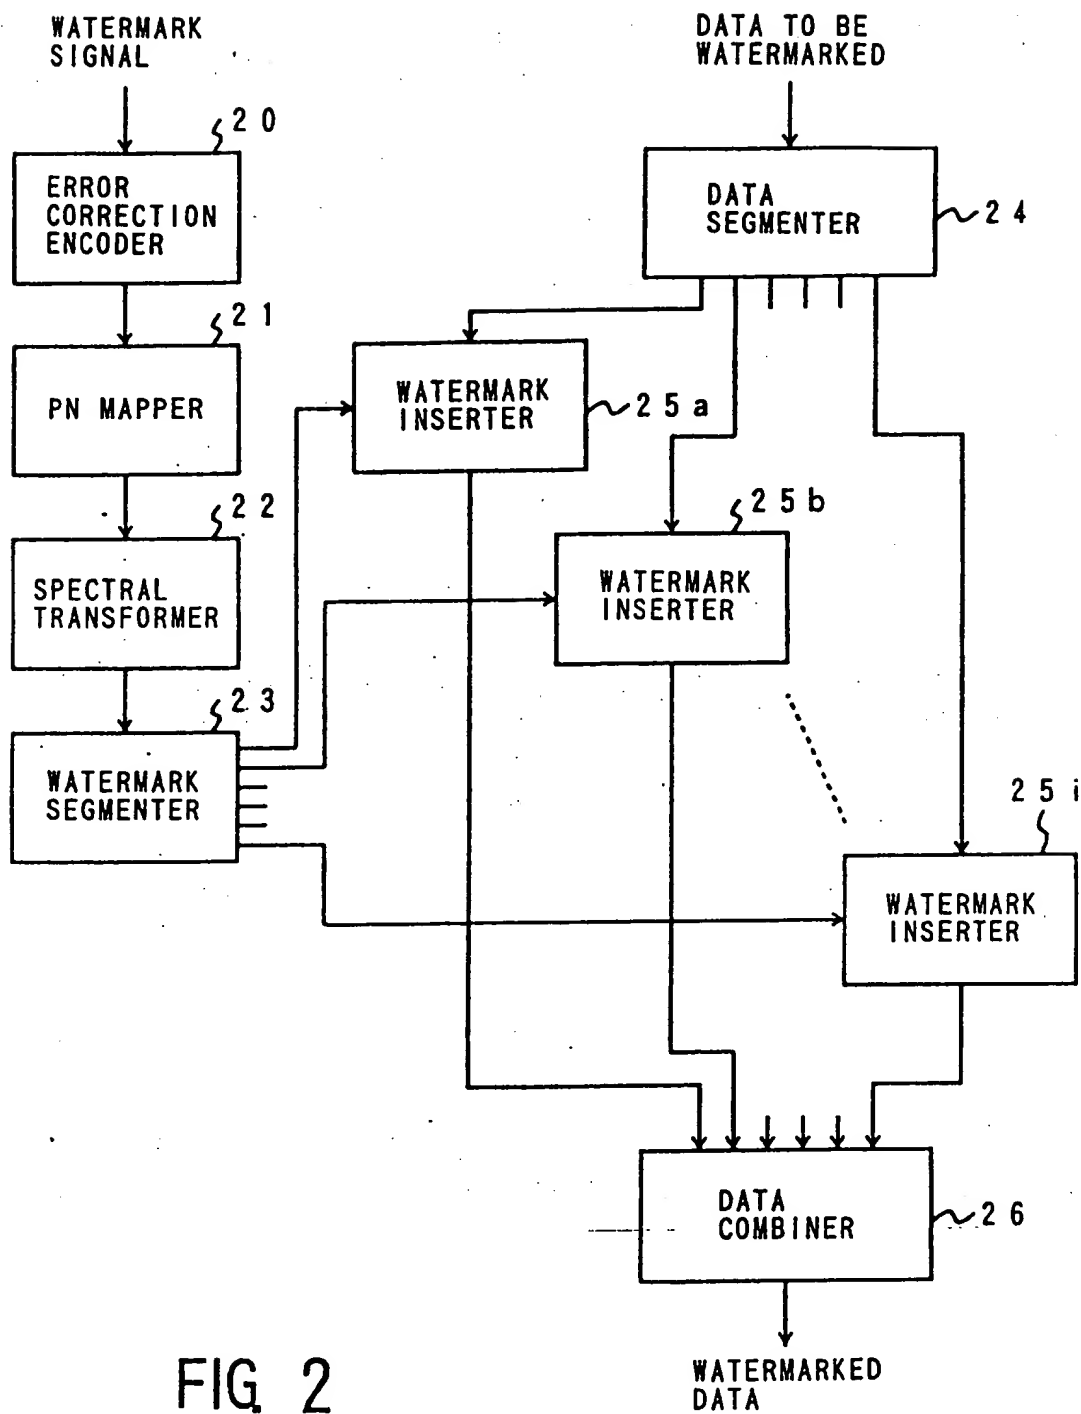 WATERMARK
SIGNAL
DATA TO BE
WATERMARKED
20
ERROR
CORRECTION
ENCODER
DATA
SEGMENTER
24
21
PN MAPPER
WATERMARK
INSERTER
25a
22
SPECTRAL
TRANSFORMER
25b
WATERMARK
INSERTER
23
WATERMARK
SEGMENTER
25i
WATERMARK
INSERTER
DATA
COMBINER
26
WATERMARKED
DATA
FIG. 2